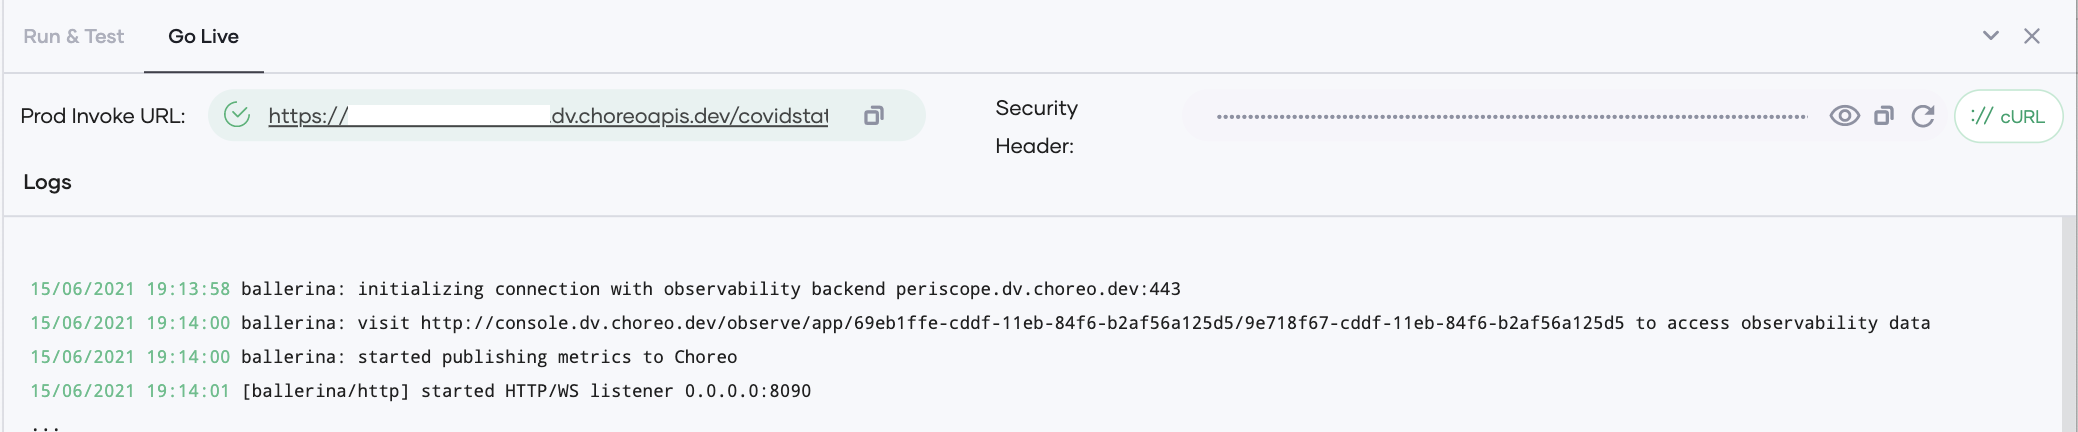 Run & Test Go Live
Prod Invoke URL: https:// .dv.choreoapis.dev/covidstat
Security
Header:
:// cURL
Logs
15/06/2021 19:13:58 ballerina: initializing connection with observability backend periscope.dv.choreo.dev:443
15/06/2021 19:14:00 ballerina: visit http://console.dv.choreo.dev/observe/app/69eb1ffe-cddf-11eb-84f6-b2af56a125d5/9e718f67-cddf-11eb-84f6-b2af56a125d5 to access observability data
15/06/2021 19:14:00 ballerina: started publishing metrics to Choreo
15/06/2021 19:14:01 [ballerina/http] started HTTP/WS listener 0.0.0.0:8090
...